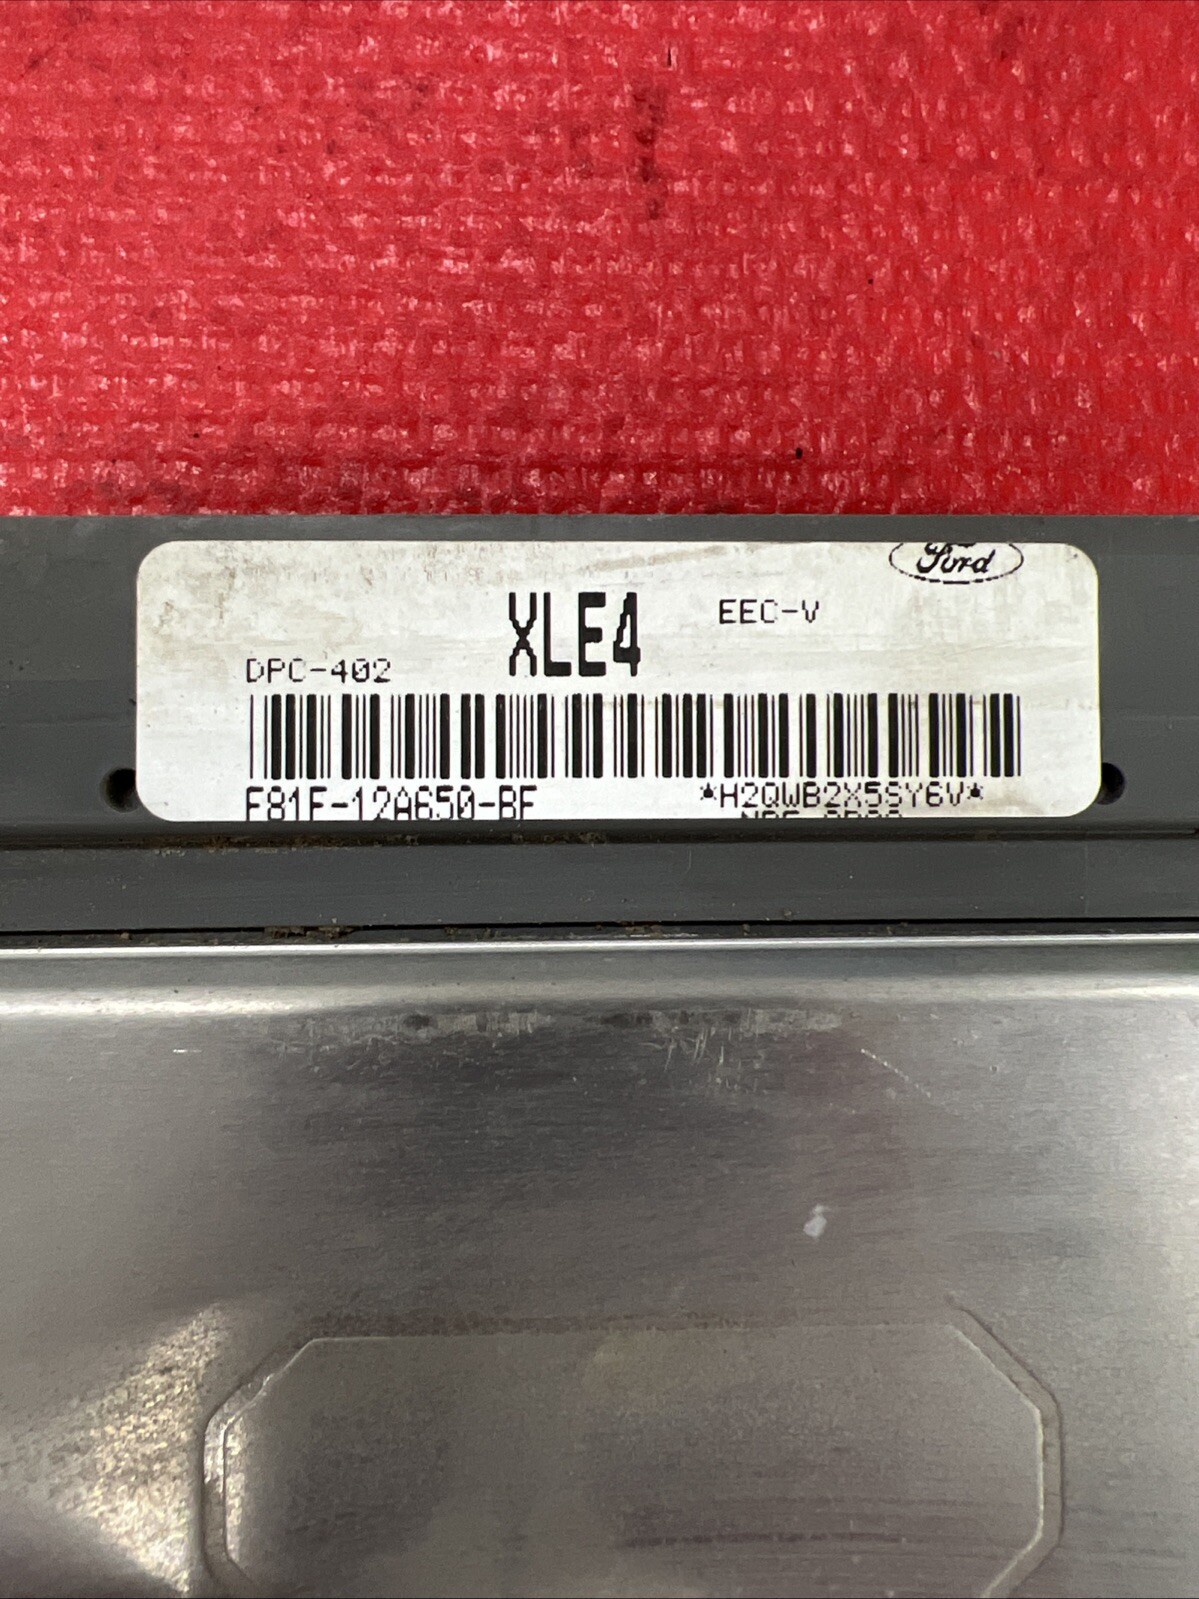 Ford
XLE4
EEC-V
DPC-402
F81F-12A650-BF
*H2QWB2X5SY6V*